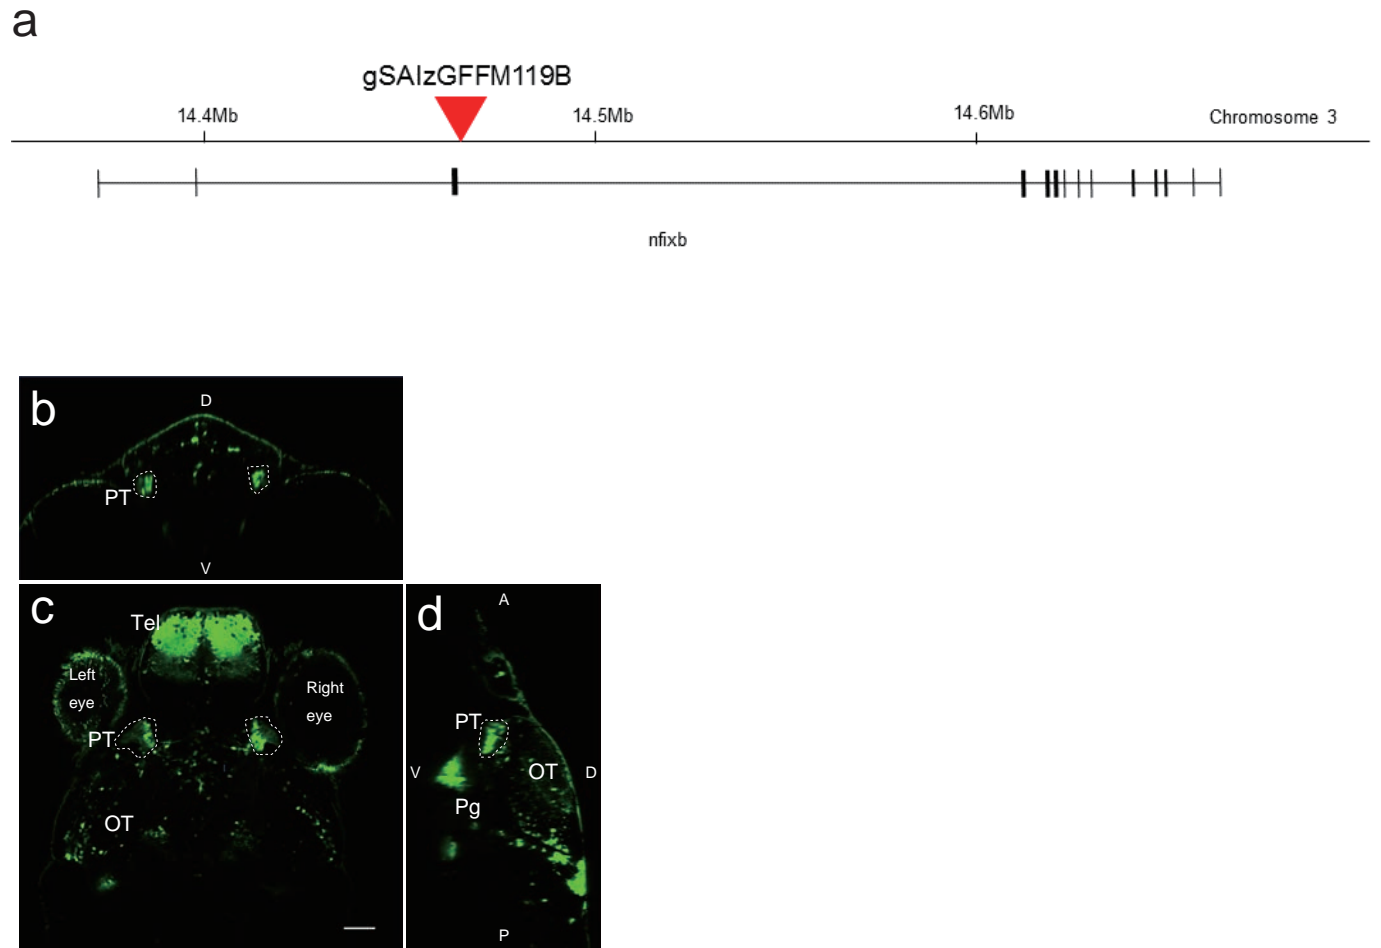 a
gSAIzGFFM119B
14.4Mb 14.5Mb 14.6Mb Chromosome 3
nfixb
b
D
PT
V
c
Tel
Left
eye
Right
eye
PT
OT
d
A
PT
V OT D
Pg
P